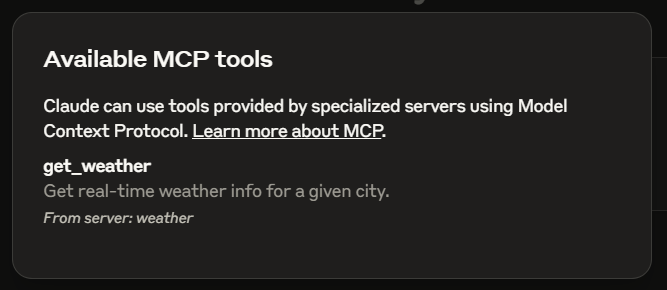 Available MCP tools
Claude can use tools provided by specialized servers using Model
Context Protocol. Learn more about MCP.
get_weather
Get real-time weather info for a given city.
From server: weather